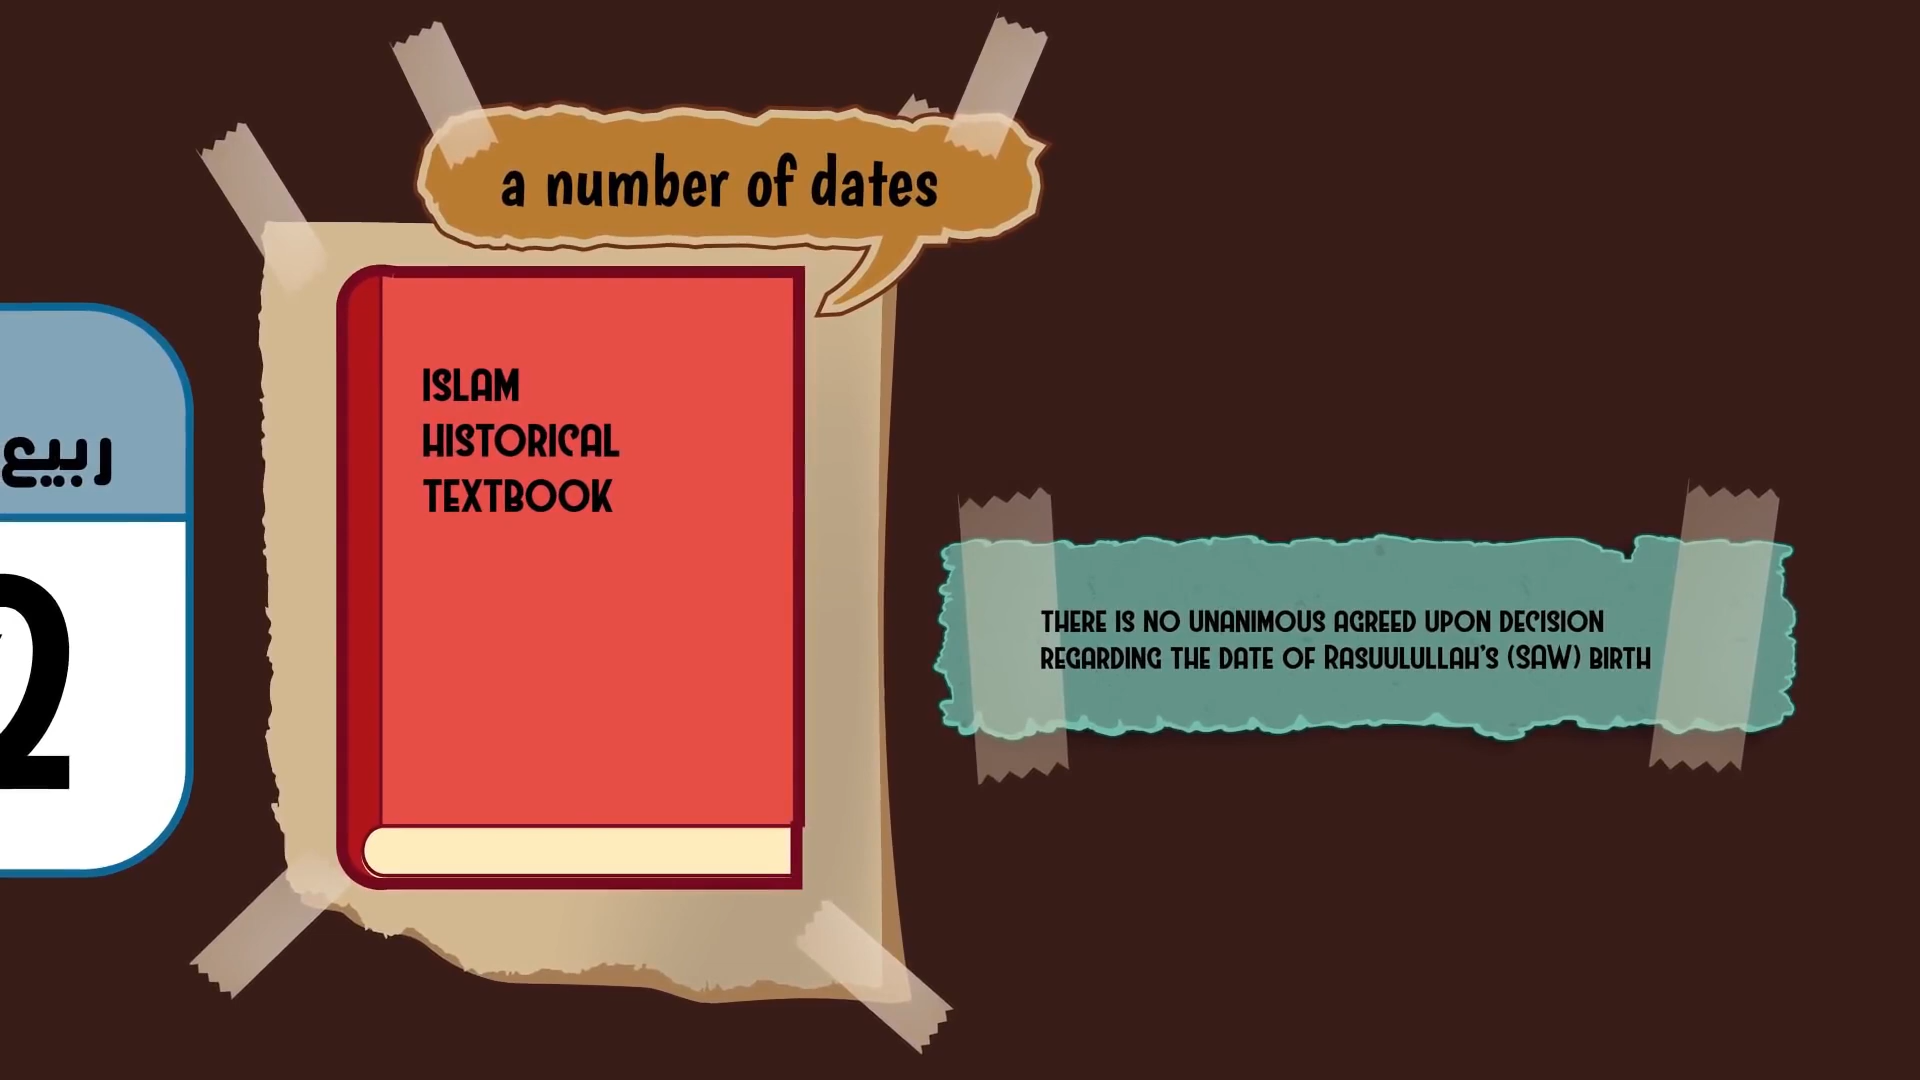 a number of dates
ربيع
2
ISLAM
HISTORICAL
TEXTBOOK
THERE IS NO UNANIMOUS AGREED UPON DECISION
REGARDING THE DATE OF RASUULULLAH'S (SAW) BIRTH